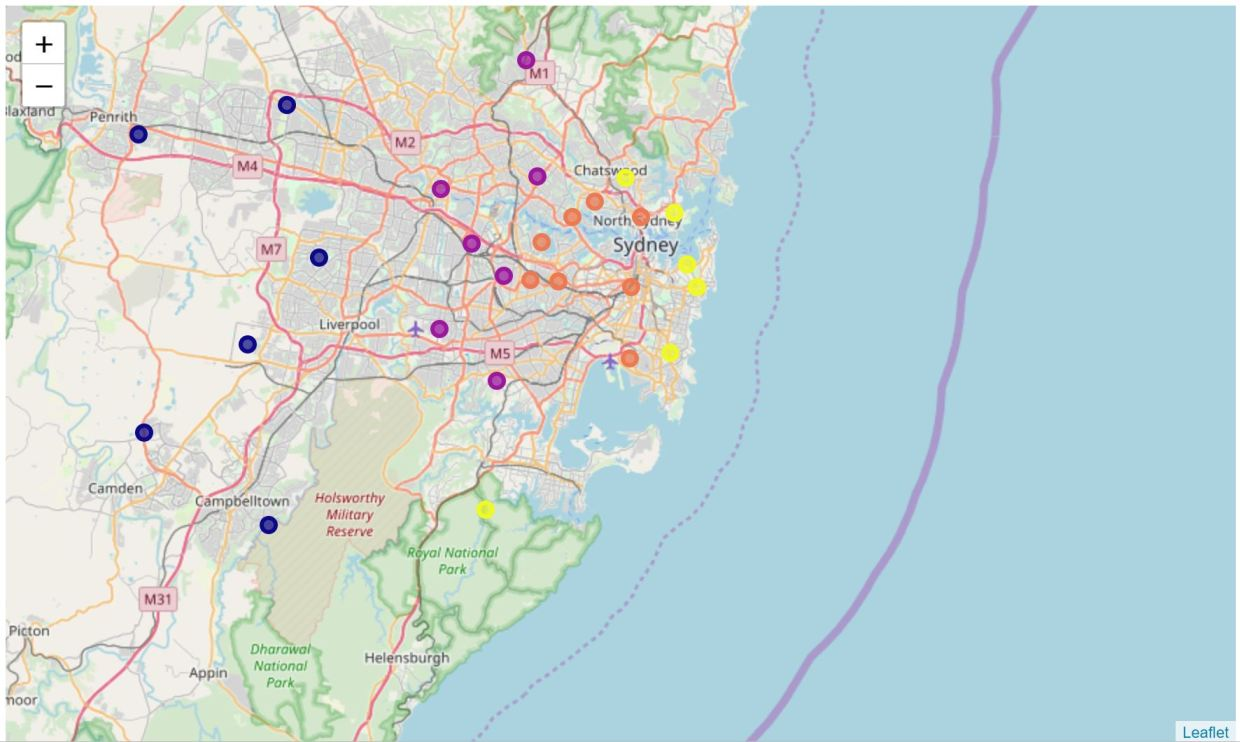 +
M1
−
Penrith
M2
M4
Chatswood
North Sydney
Sydney
M7
Liverpool
M5
Camden
Campbelltown
Holsworthy
Military
Reserve
Royal National
Park
M31
Picton
Dharawal
National
Park
Helensburgh
Appin
Leaflet